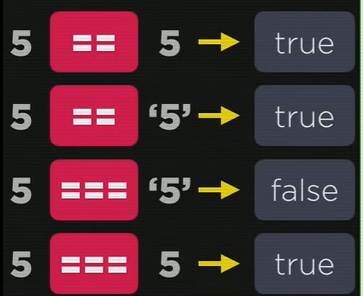 5 == 5 → true
5 == ‘5’ → true
5 === ‘5’ → false
5 === 5 → true